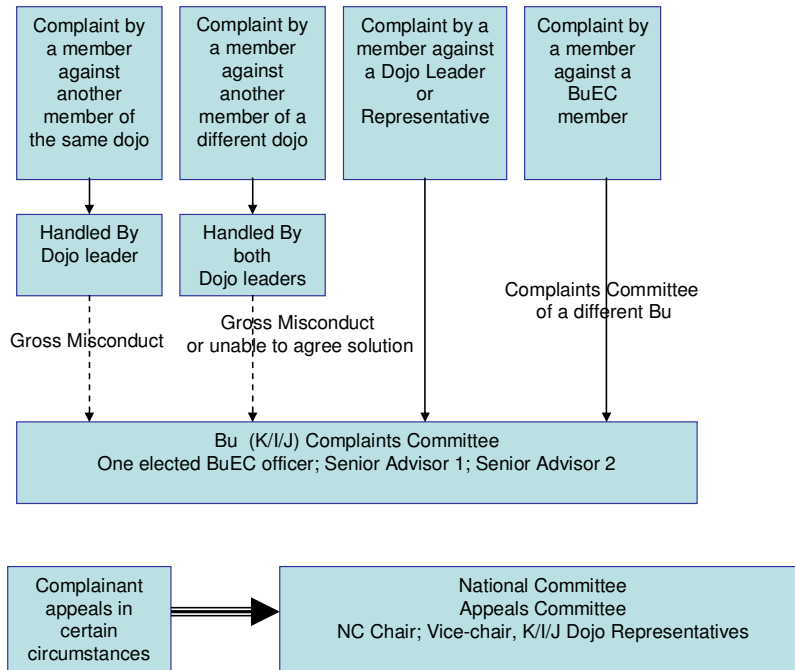 Complaint by
a member
against
another
member of
the same dojo
Complaint by
a member
against
another
member of a
different dojo
Complaint by a
member against
a Dojo Leader
or
Representative
Complaint by
a member
against a
BuEC
member
Handled By
Dojo leader
Handled By
both
Dojo leaders
Complaints Committee
of a different Bu
Gross Misconduct
Gross Misconduct
or unable to agree solution
Bu (K/I/J) Complaints Committee
One elected BuEC officer; Senior Advisor 1; Senior Advisor 2
Complainant
appeals in
certain
circumstances
National Committee
Appeals Committee
NC Chair; Vice-chair, K/I/J Dojo Representatives